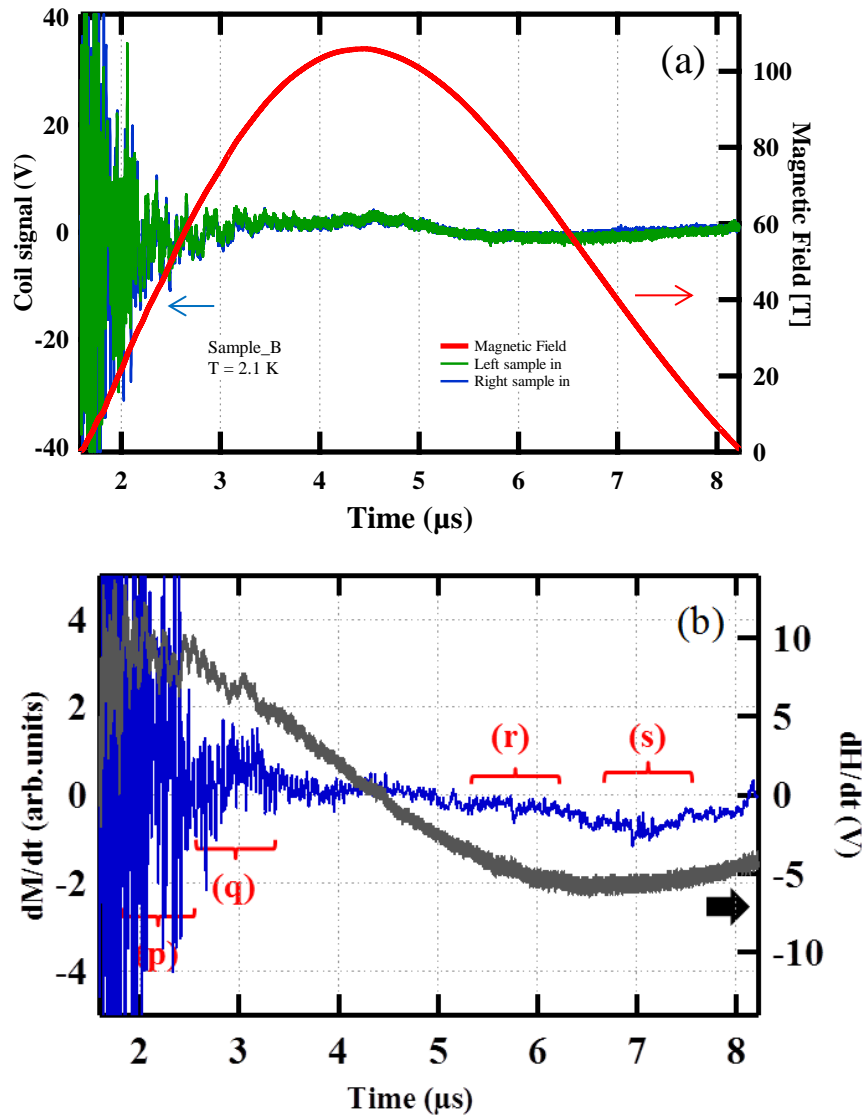 (a)
40
20
0
-20
-40
Coil signal (V)
100
80
60
40
20
0
Magnetic Field [T]
Sample_B
T = 2.1 K
Magnetic Field
Left sample in
Right sample in
2 3 4 5 6 7 8
Time (μs)
(b)
4
2
0
-2
-4
dM/dt (arb.units)
10
5
0
-5
-10
dH/dt (V)
(r)
(s)
(q)
(p)
2 3 4 5 6 7 8
Time (μs)